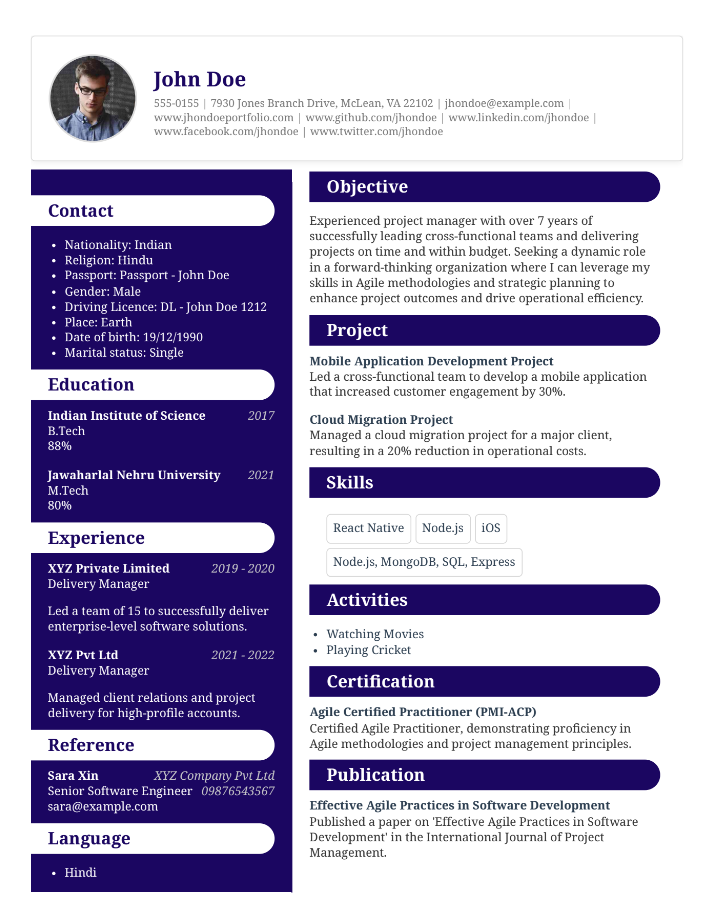 John Doe
555-0155 | 7930 Jones Branch Drive, McLean, VA 22102 | jhondoe@example.com |
www.jhondoeportfolio.com | www.github.com/jhondoe | www.linkedin.com/jhondoe |
www.facebook.com/jhondoe | www.twitter.com/jhondoe
Contact
• Nationality: Indian
• Religion: Hindu
• Passport: Passport - John Doe
• Gender: Male
• Driving Licence: DL - John Doe 1212
• Place: Earth
• Date of birth: 19/12/1990
• Marital status: Single
Education
Indian Institute of Science 2017
B.Tech
88%
Jawaharlal Nehru University 2021
M.Tech
80%
Experience
XYZ Private Limited 2019 - 2020
Delivery Manager
Led a team of 15 to successfully deliver
enterprise-level software solutions.
XYZ Pvt Ltd 2021 - 2022
Delivery Manager
Managed client relations and project
delivery for high-profile accounts.
Reference
Sara Xin XYZ Company Pvt Ltd
Senior Software Engineer 09876543567
sara@example.com
Language
• Hindi
Objective
Experienced project manager with over 7 years of
successfully leading cross-functional teams and delivering
projects on time and within budget. Seeking a dynamic role
in a forward-thinking organization where I can leverage my
skills in Agile methodologies and strategic planning to
enhance project outcomes and drive operational efficiency.
Project
Mobile Application Development Project
Led a cross-functional team to develop a mobile application
that increased customer engagement by 30%.
Cloud Migration Project
Managed a cloud migration project for a major client,
resulting in a 20% reduction in operational costs.
Skills
React Native Node.js iOS
Node.js, MongoDB, SQL, Express
Activities
• Watching Movies
• Playing Cricket
Certification
Agile Certified Practitioner (PMI-ACP)
Certified Agile Practitioner, demonstrating proficiency in
Agile methodologies and project management principles.
Publication
Effective Agile Practices in Software Development
Published a paper on 'Effective Agile Practices in Software
Development' in the International Journal of Project
Management.